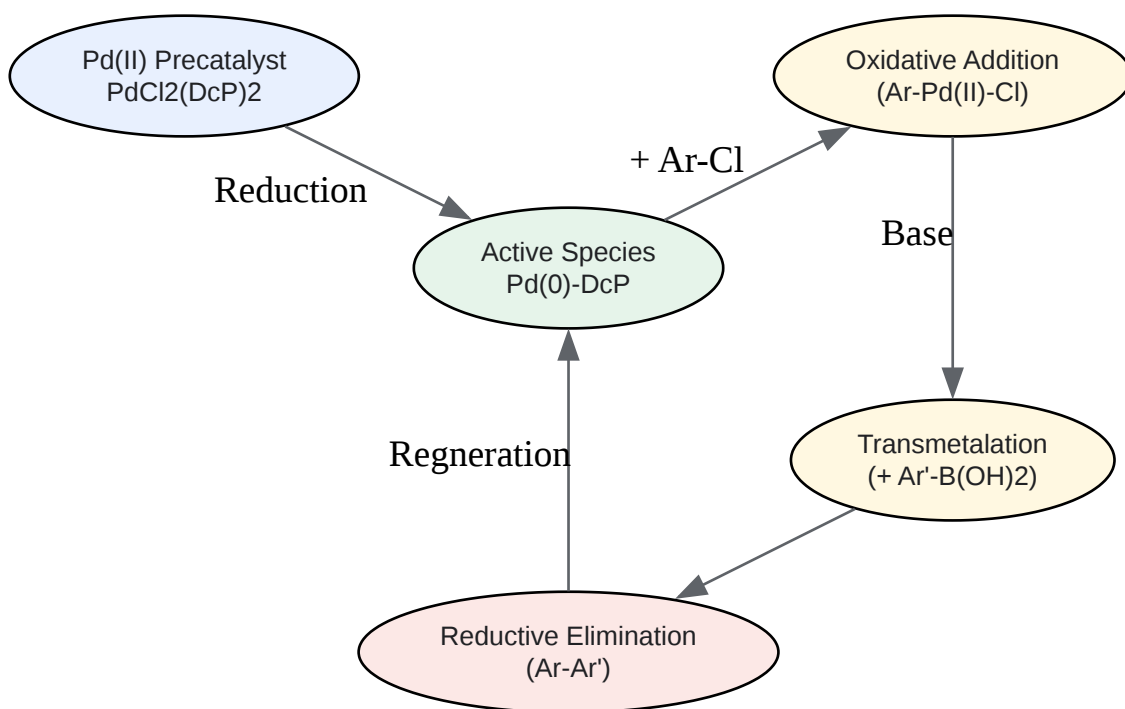 Pd(II) Precatalyst
PdCl2(DcP)2
Oxidative Addition
(Ar-Pd(II)-Cl)
+ Ar-Cl
Reduction
Base
Active Species
Pd(0)-DcP
Regneration
Transmetalation
(+ Ar'-B(OH)2)
Reductive Elimination
(Ar-Ar')